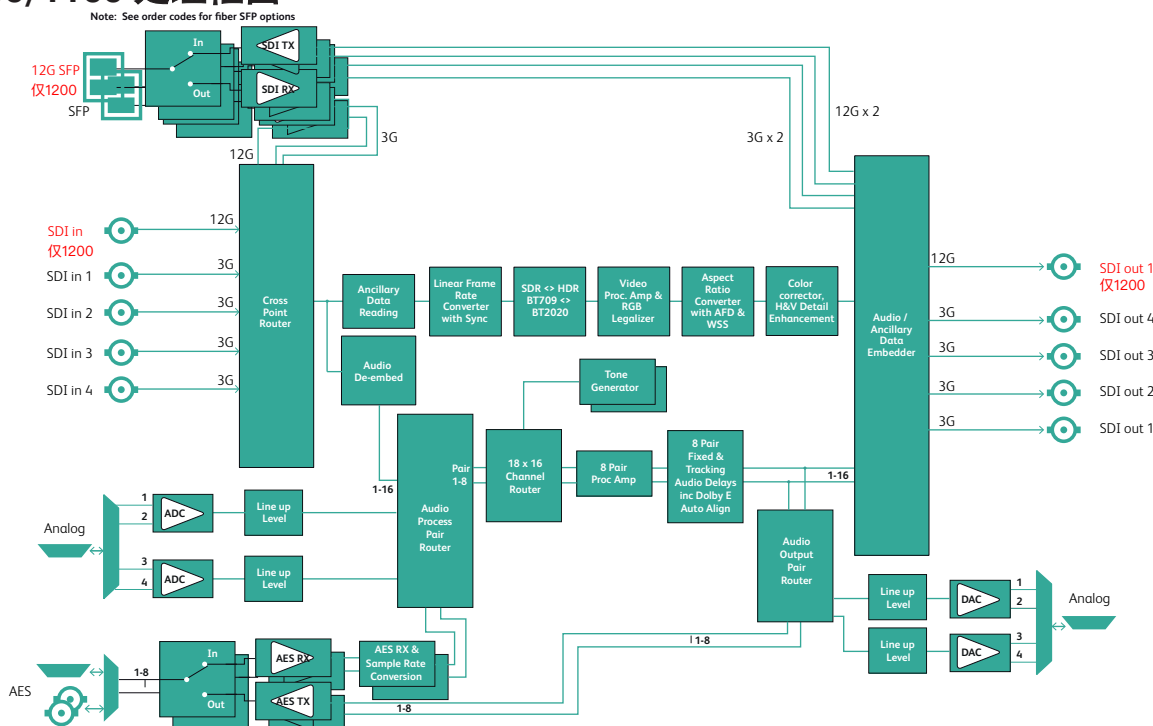 Note: See order codes for fiber SFP options
12G SFP
仅1200
SFP
In
Out
SDI TX
SDI RX
12G
3G
12G x 2
3G x 2
SDI in
仅1200
12G
SDI in 1
3G
SDI in 2
3G
SDI in 3
3G
SDI in 4
3G
Cross
Point
Router
Ancillary
Data
Reading
Linear Frame
Rate
Converter
with Sync
SDR <> HDR
BT709 <>
BT2020
Video
Proc. Amp &
RGB
Legalizer
Aspect
Ratio
Converter
with AFD &
WSS
Color
corrector,
H&V Detail
Enhancement
Audio /
Ancillary
Data
Embedder
12G
SDI out 1
仅1200
3G
SDI out 4
3G
SDI out 3
3G
SDI out 2
3G
SDI out 1
Audio
De-embed
Tone
Generator
1-16
Pair
1-8
Audio
Process
Pair
Router
18 x 16
Channel
Router
8 Pair
Proc Amp
8 Pair
Fixed &
Tracking
Audio Delays
inc Dolby E
Auto Align
1-16
Analog
1
2
ADC
Line up
Level
3
4
ADC
Line up
Level
Audio
Output
Pair
Router
Line up
Level
DAC
1
2
Analog
Line up
Level
DAC
3
4
AES
1-8
In
Out
AES RX
AES TX
AES RX &
Sample Rate
Conversion
1-8
1-8